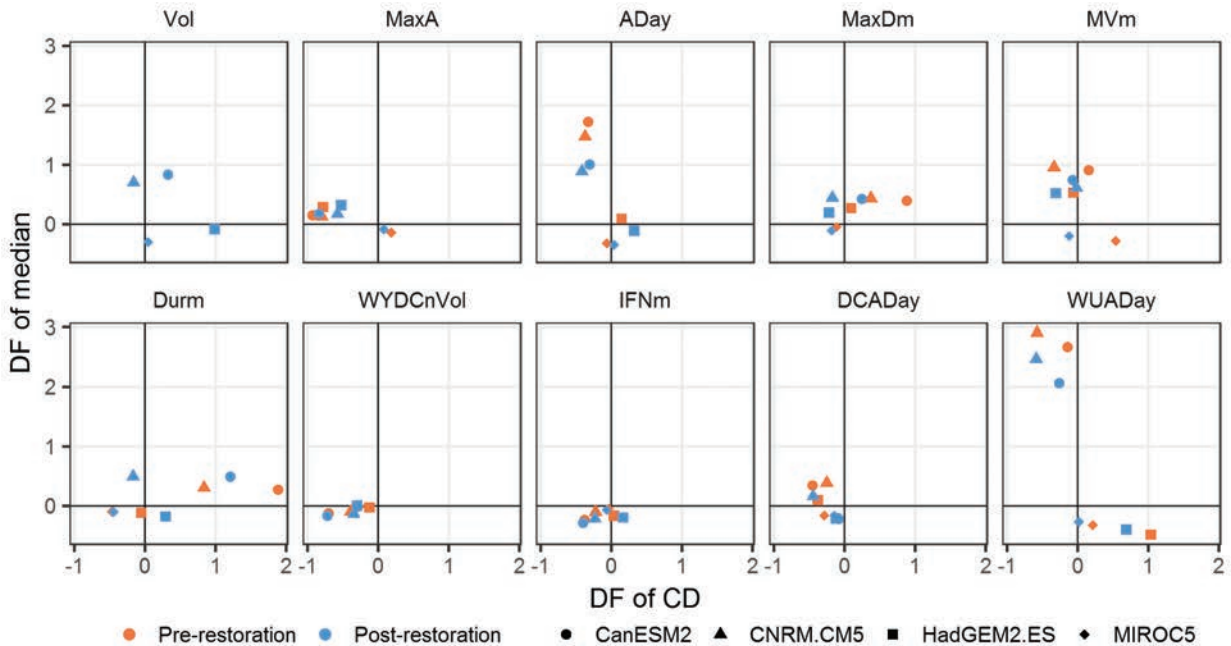 Vol MaxA ADay MaxDm MVm
3
2
1
0
Durm WYDCnVol IFNm DCADay WUADay
3
2
1
0
-1 0 1 2 -1 0 1 2 -1 0 1 2 -1 0 1 2 -1 0 1 2
DF of median
DF of CD
Pre-restoration Post-restoration CanESM2 CNRM.CM5 HadGEM2.ES MIROC5